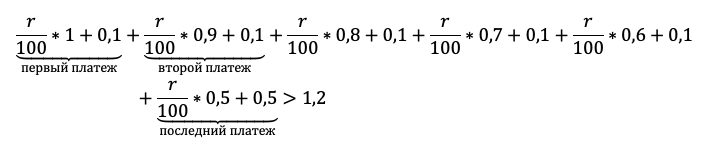 r/100 * 1 + 0,1 + r/100 * 0,9 + 0,1 + r/100 * 0,8 + 0,1 + r/100 * 0,7 + 0,1 + r/100 * 0,6 + 0,1
первый платеж второй платеж
+ r/100 * 0,5 + 0,5 > 1,2
последний платеж